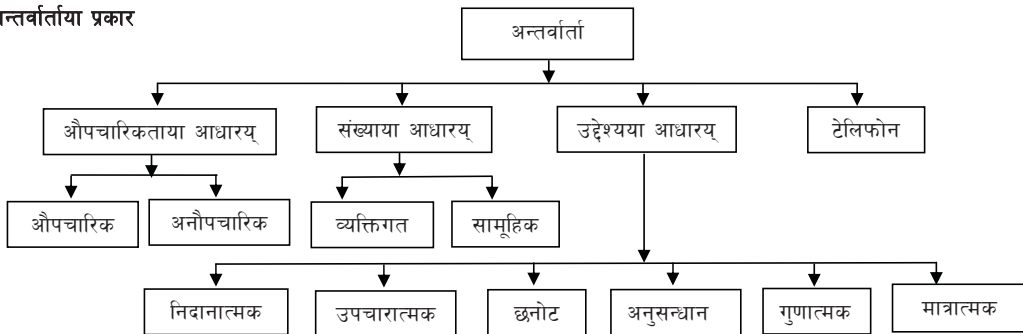 अन्तर्वार्ताया प्रकार
अन्तर्वार्ता
औपचारिकताया आधारय्
संख्याया आधारय्
उद्देश्यया आधारय्
टेलिफोन
औपचारिक
अनौपचारिक
व्यक्तिगत
सामूहिक
निदानात्मक
उपचारात्मक
छनोट
अनुसन्धान
गुणात्मक
मात्रात्मक